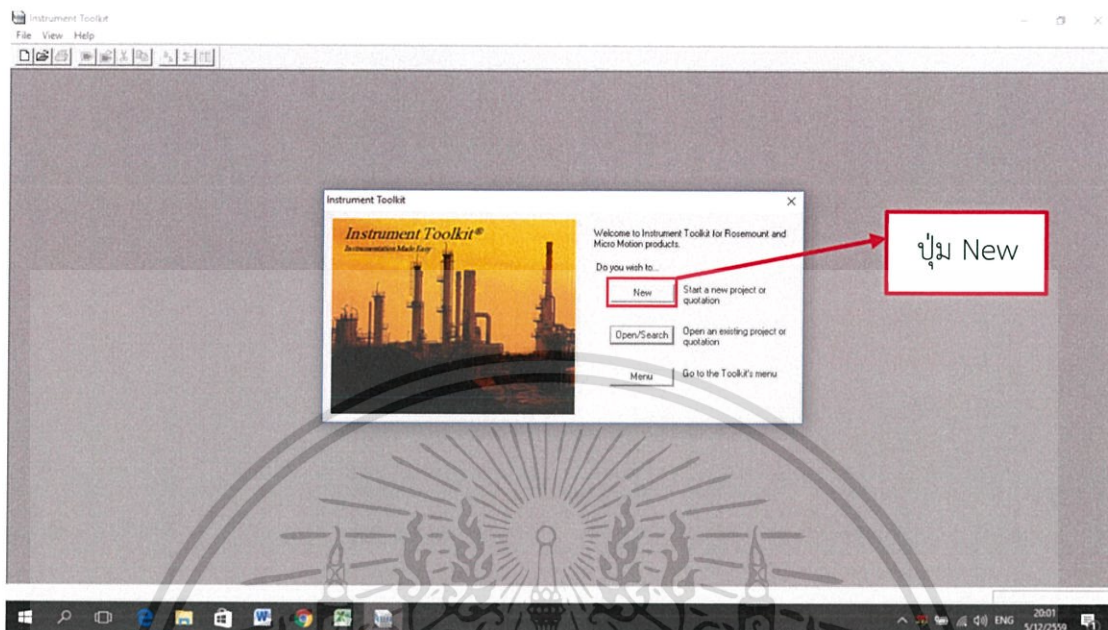 Instrument Toolkit
File View Help
Instrument Toolkit
Instrument Toolkit®
Instrumentation Made Easy
Welcome to Instrument Toolkit for Rosemount and
Micro Motion products.
Do you wish to...
New
Start a new project or
quotation
Open/Search
Open an existing project or
quotation
Menu
Go to the Toolkit's menu
ปุ่ม New
ENG
20:01
5/12/2559